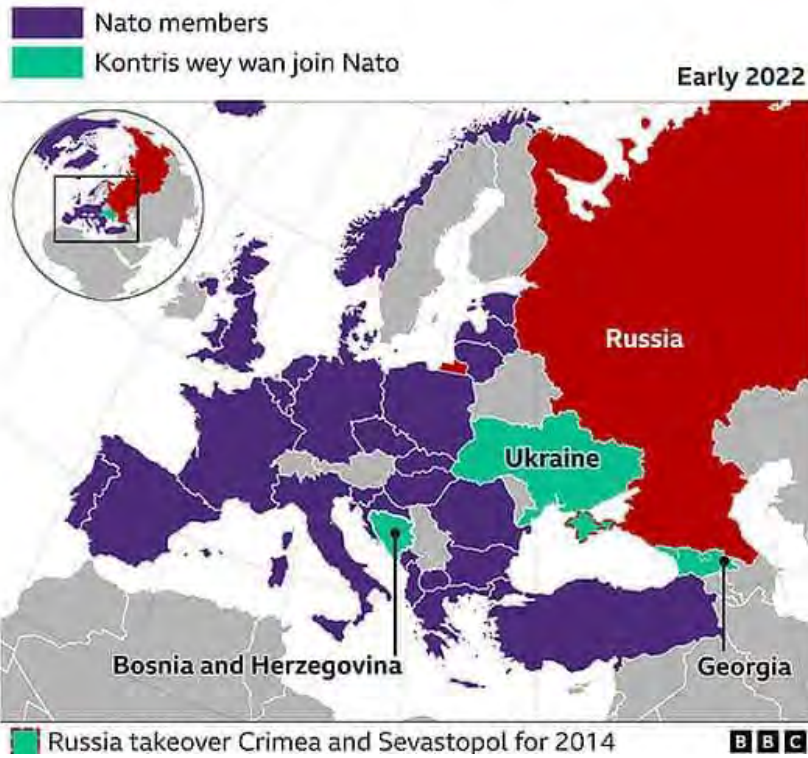 Nato members
Kontris wey wan join Nato
Early 2022
Russia
Ukraine
Bosnia and Herzegovina
Georgia
Russia takeover Crimea and Sevastopol for 2014
BBC